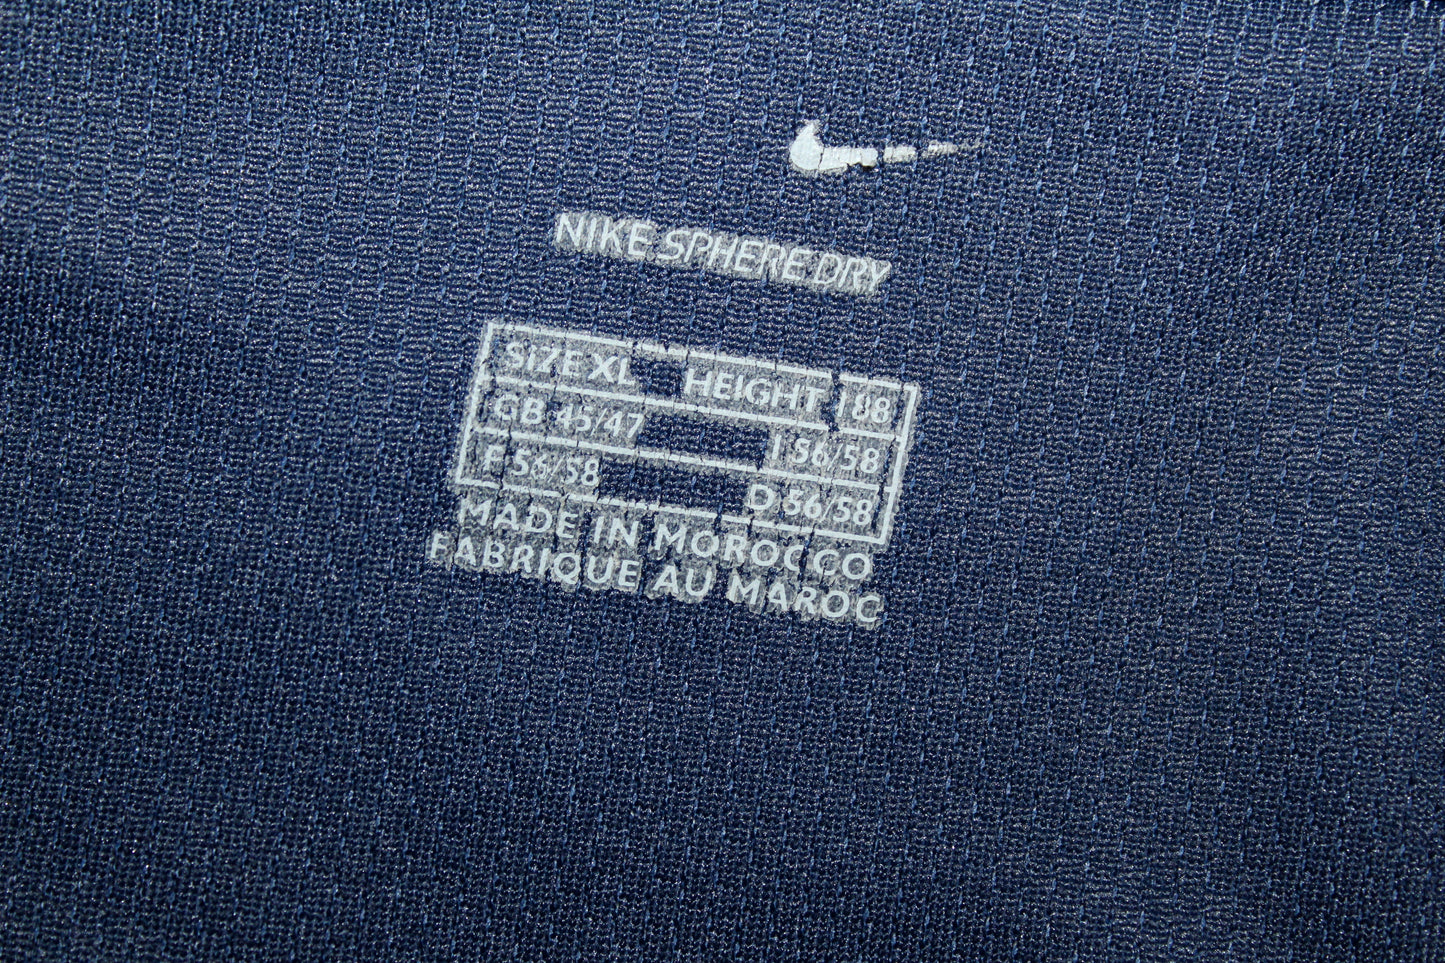 NIKE SPHERE DRY
SIZE XL HEIGHT 188
GB 45/47 I 56/58
F 56/58 D 56/58
MADE IN MOROCCO
FABRIQUE AU MAROC